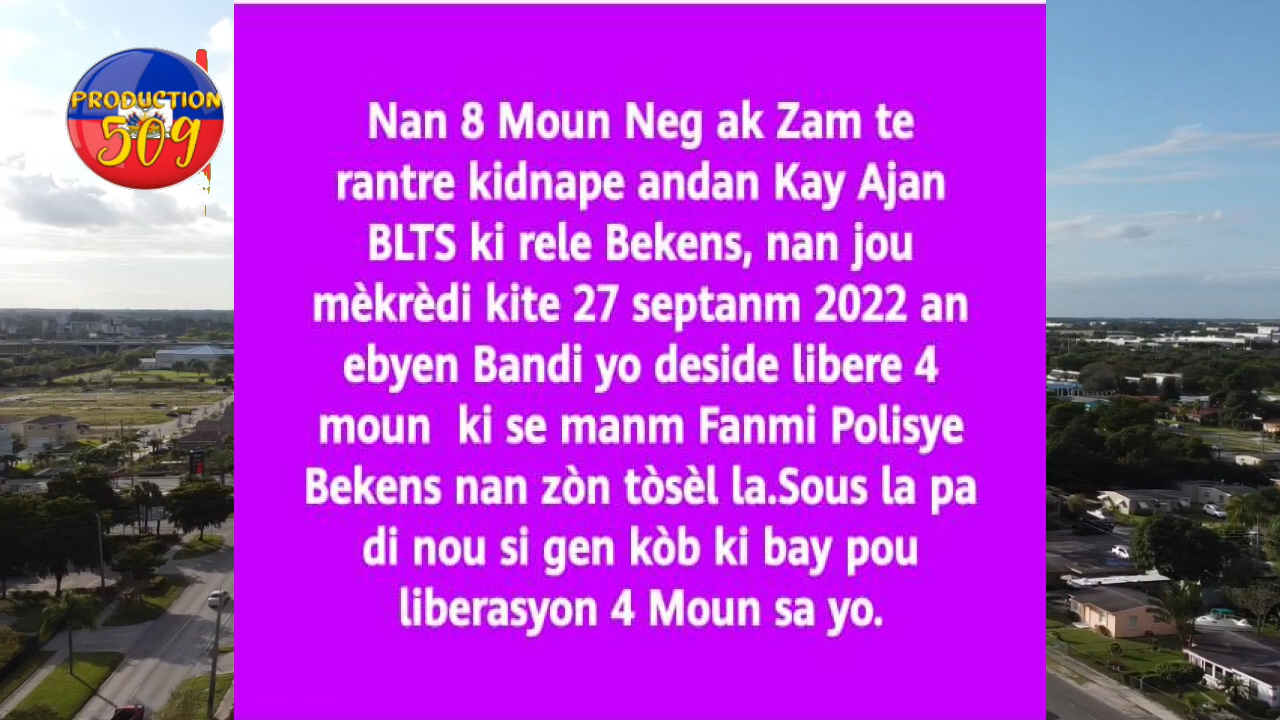 PRODUCTION
509
Nan 8 Moun Neg ak Zam te
rantre kidnape andan Kay Ajan
BLTS ki rele Bekens, nan jou
mèkrèdi kite 27 septanm 2022 an
ebyen Bandi yo deside libere 4
moun  ki se manm Fanmi Polisye
Bekens nan zòn tòsèl la.Sous la pa
di nou si gen kòb ki bay pou
liberasyon 4 Moun sa yo.